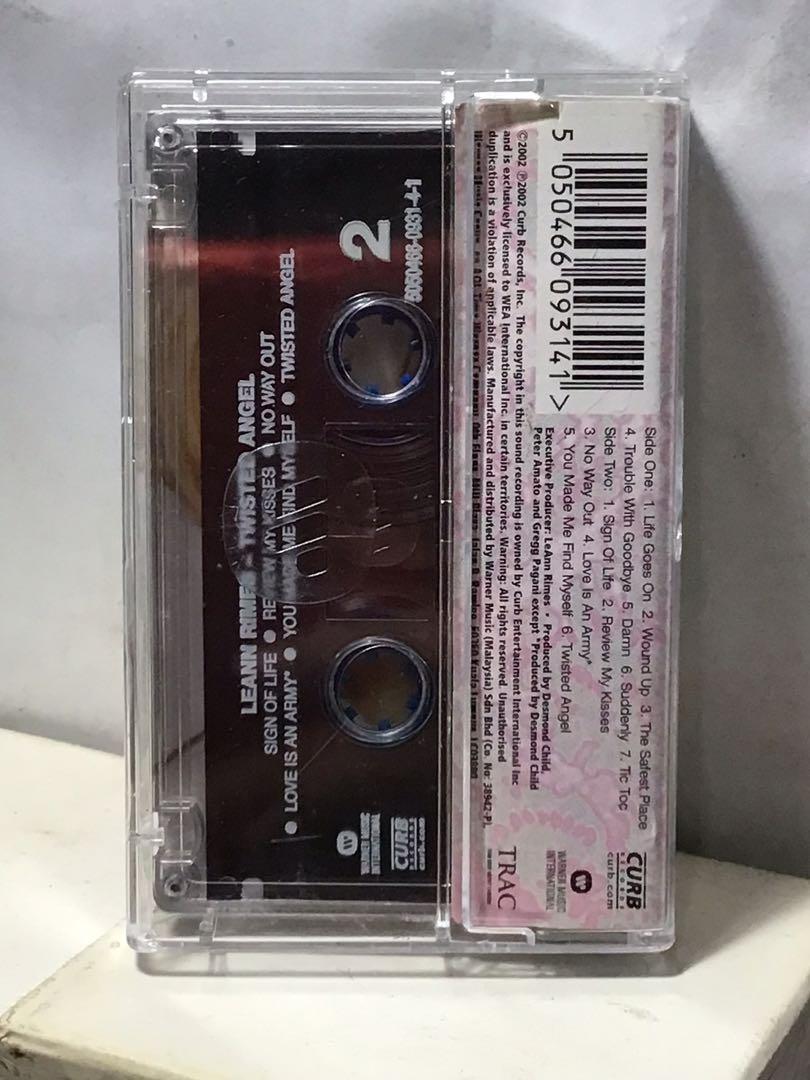 LEANN RIMES - TWISTED ANGEL
SIGN OF LIFE ● REVIEW MY KISSES ● NO WAY OUT
● LOVE IS AN ARMY* ● YOU MADE ME FIND MYSELF ● TWISTED ANGEL
2
5050466-0931-4-1
curb.com
CURB
RECORDS
WARNER MUSIC
INTERNATIONAL
5 050466 093141 >
Side One: 1. Life Goes On 2. Wound Up 3. The Safest Place
4. Trouble With Goodbye 5. Damn 6. Suddenly 7. Tic Toc
Side Two: 1. Sign Of Life 2. Review My Kisses
3. No Way Out 4. Love Is An Army*
5. You Made Me Find Myself 6. Twisted Angel
Executive Producer: LeAnn Rimes • Produced by Desmond Child,
Peter Amato and Gregg Pagani except *Produced by Desmond Child
©2002 ℗2002 Curb Records, Inc. The copyright in this sound recording is owned by Curb Entertainment International Inc
and is exclusively licensed to WEA International Inc. in certain territories. Warning: All rights reserved. Unauthorised
duplication is a violation of applicable laws. Manufactured and distributed by Warner Music (Malaysia) Sdn Bhd (Co. No: 38942-P),
CURB
RECORDS
curb.com
WARNER MUSIC
INTERNATIONAL
TRAC